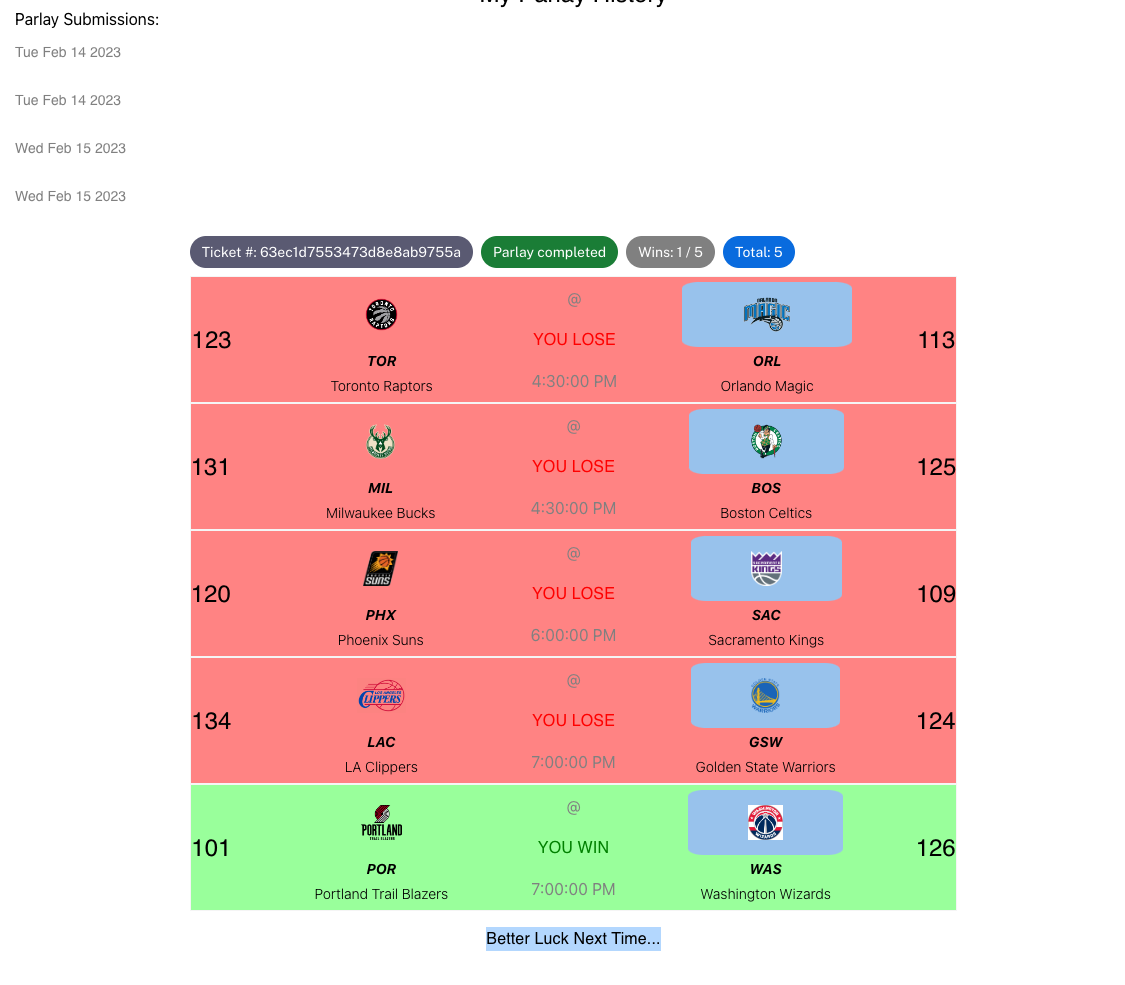 My Parlay History
Parlay Submissions:
Tue Feb 14 2023
Tue Feb 14 2023
Wed Feb 15 2023
Wed Feb 15 2023
Ticket #: 63ec1d7553473d8e8ab9755a Parlay completed Wins: 1 / 5 Total: 5
@
123 YOU LOSE 113
TOR ORL
4:30:00 PM
Toronto Raptors Orlando Magic
@
131 YOU LOSE 125
MIL BOS
4:30:00 PM
Milwaukee Bucks Boston Celtics
@
120 YOU LOSE 109
PHX SAC
6:00:00 PM
Phoenix Suns Sacramento Kings
@
134 YOU LOSE 124
LAC GSW
7:00:00 PM
LA Clippers Golden State Warriors
@
101 YOU WIN 126
POR WAS
7:00:00 PM
Portland Trail Blazers Washington Wizards
Better Luck Next Time...